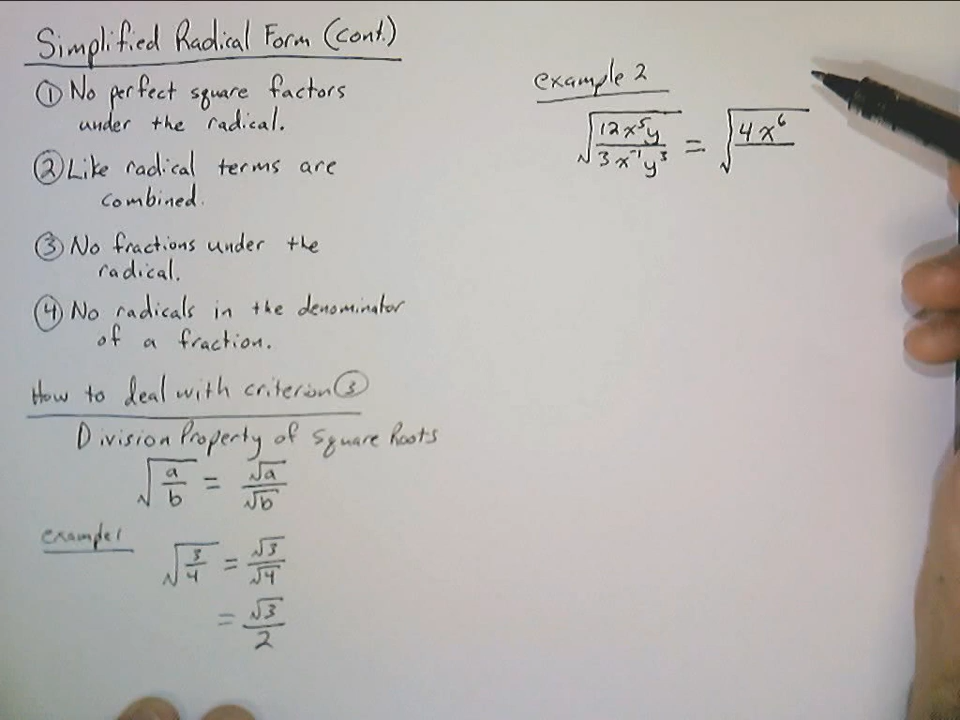 Simplified Radical Form (cont.)
① No perfect square factors
under the radical.
② Like radical terms are
combined.
③ No fractions under the
radical.
④ No radicals in the denominator
of a fraction.
How to deal with criterion ③
Division Property of Square Roots
√(a/b) = √a/√b
example 1
√(3/4) = √3/√4
= √3/2
example 2
√(12x⁵y/3x⁻¹y³) = √(4x⁶/